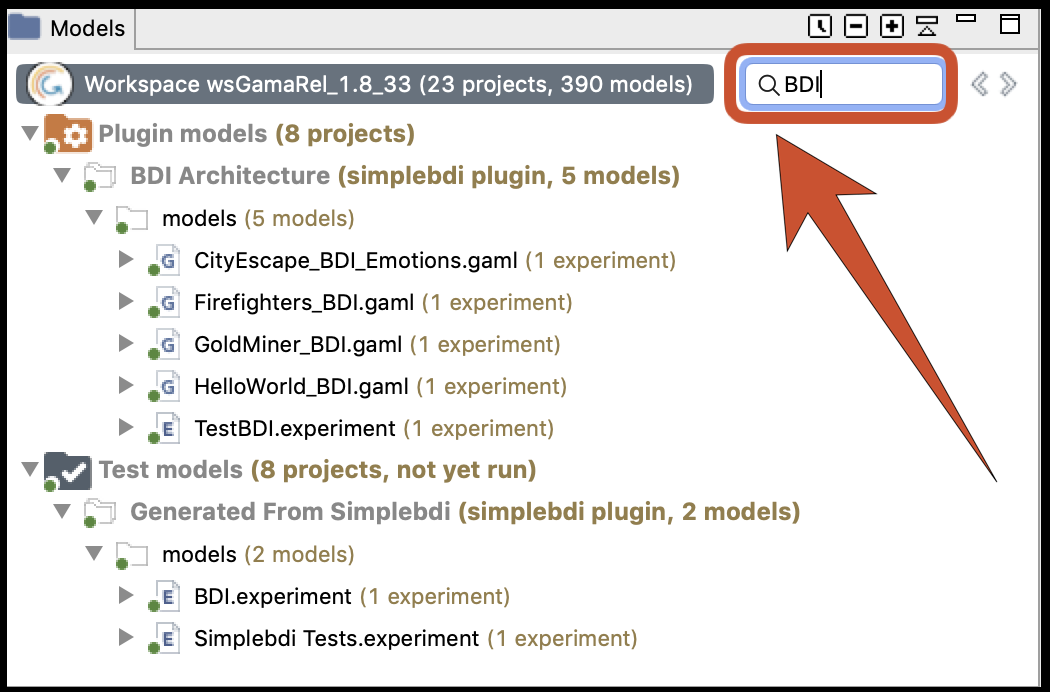 Models
Workspace wsGamaRel_1.8_33 (23 projects, 390 models)
BDI
Plugin models (8 projects)
BDI Architecture (simplebdi plugin, 5 models)
models (5 models)
G CityEscape_BDI_Emotions.gaml (1 experiment)
G Firefighters_BDI.gaml (1 experiment)
G GoldMiner_BDI.gaml (1 experiment)
G HelloWorld_BDI.gaml (1 experiment)
E TestBDI.experiment (1 experiment)
Test models (8 projects, not yet run)
Generated From Simplebdi (simplebdi plugin, 2 models)
models (2 models)
E BDI.experiment (1 experiment)
E Simplebdi Tests.experiment (1 experiment)